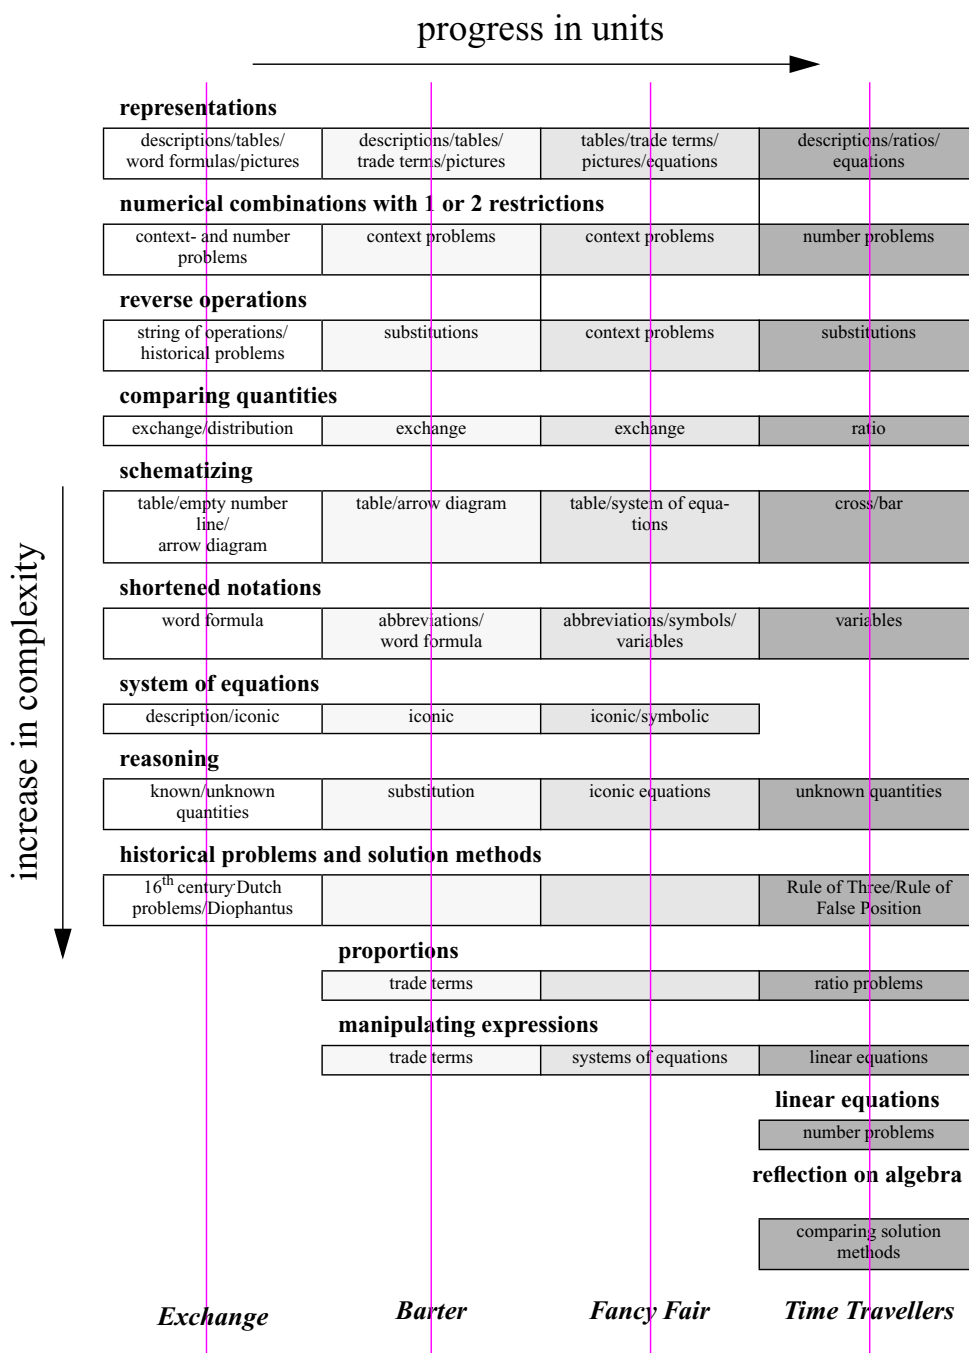 progress in units
representations
descriptions/tables/
word formulas/pictures
descriptions/tables/
trade terms/pictures
tables/trade terms/
pictures/equations
descriptions/ratios/
equations
numerical combinations with 1 or 2 restrictions
context- and number
problems
context problems
context problems
number problems
reverse operations
string of operations/
historical problems
substitutions
context problems
substitutions
comparing quantities
exchange/distribution
exchange
exchange
ratio
increase in complexity
schematizing
table/empty number
line/
arrow diagram
table/arrow diagram
table/system of equa-
tions
cross/bar
shortened notations
word formula
abbreviations/
word formula
abbreviations/symbols/
variables
variables
system of equations
description/iconic
iconic
iconic/symbolic
reasoning
known/unknown
quantities
substitution
iconic equations
unknown quantities
historical problems and solution methods
16th century Dutch
problems/Diophantus
Rule of Three/Rule of
False Position
proportions
trade terms
ratio problems
manipulating expressions
trade terms
systems of equations
linear equations
linear equations
number problems
reflection on algebra
comparing solution
methods
Exchange
Barter
Fancy Fair
Time Travellers